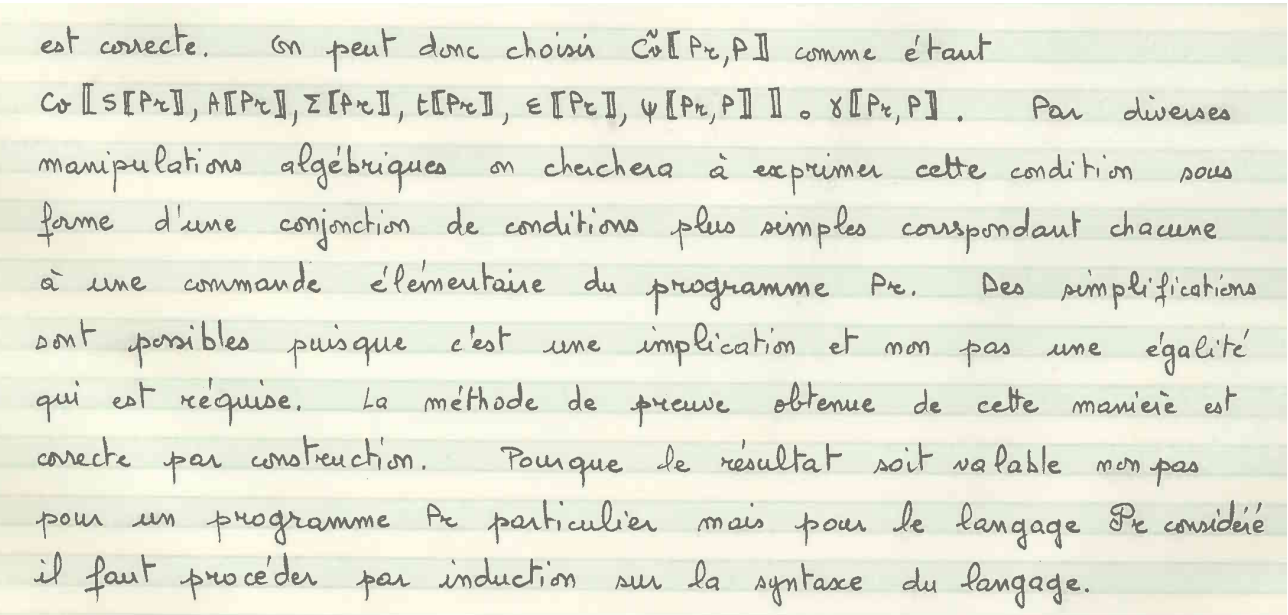 est correcte. On peut donc choisir C̃v⟦Pr,P⟧ comme étant
Cv⟦S⟦Pr⟧, A⟦Pr⟧, Σ⟦Pr⟧, t⟦Pr⟧, ε⟦Pr⟧, ψ⟦Pr,P⟧ ⟧ ∘ γ⟦Pr,P⟧. Par diverses
manipulations algébriques on cherchera à exprimer cette condition sous
forme d'une conjonction de conditions plus simples correspondant chacune
à une commande élémentaire du programme Pr. Des simplifications
sont possibles puisque c'est une implication et non pas une égalité
qui est réquise. La méthode de preuve obtenue de cette manière est
correcte par construction. Pour que le résultat soit valable non pas
pour un programme Pr particulier mais pour le langage 𝒫r considéré
il faut procéder par induction sur la syntaxe du langage.